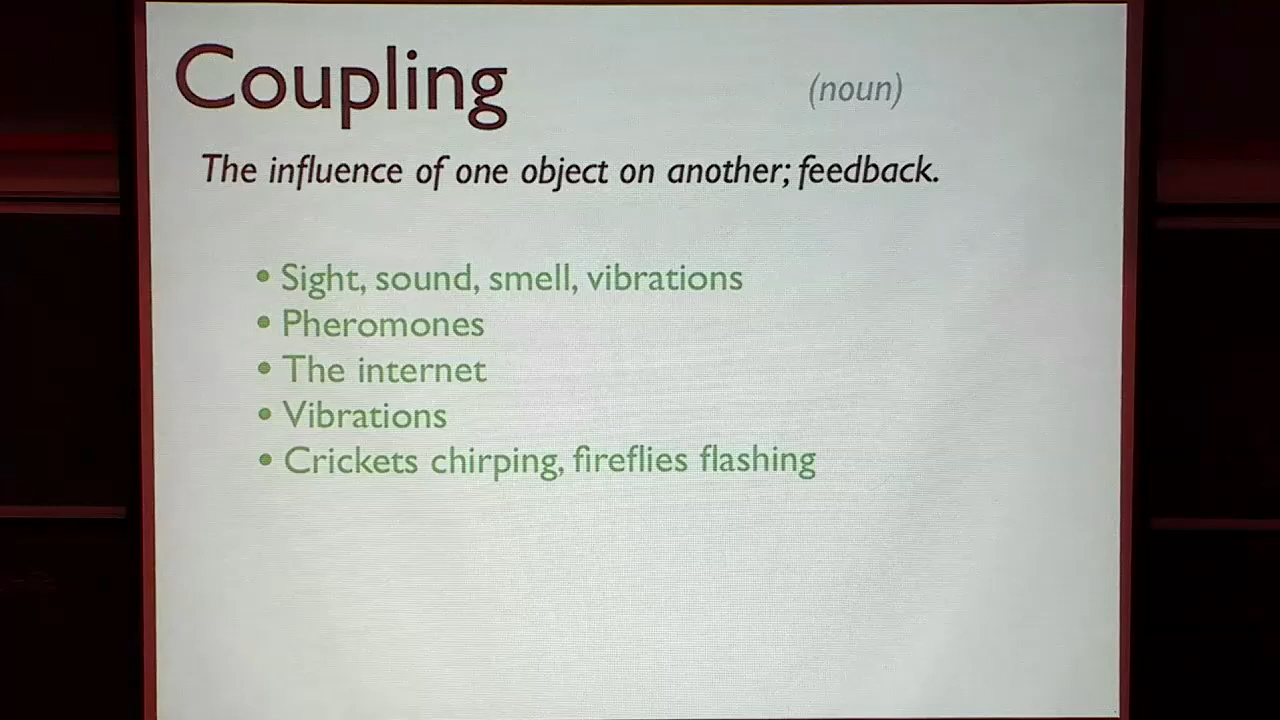 Coupling (noun)
The influence of one object on another; feedback.
• Sight, sound, smell, vibrations
• Pheromones
• The internet
• Vibrations
• Crickets chirping, fireflies flashing